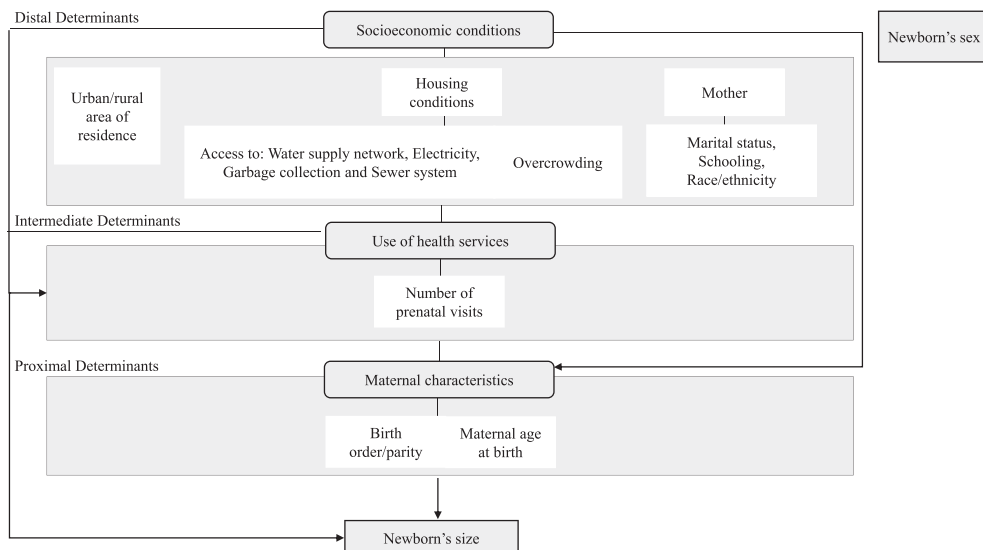 Distal Determinants
Socioeconomic conditions
Newborn's sex
Urban/rural
area of
residence
Housing
conditions
Mother
Access to: Water supply network, Electricity,
Garbage collection and Sewer system
Overcrowding
Marital status,
Schooling,
Race/ethnicity
Intermediate Determinants
Use of health services
Number of
prenatal visits
Proximal Determinants
Maternal characteristics
Birth
order/parity
Maternal age
at birth
Newborn's size